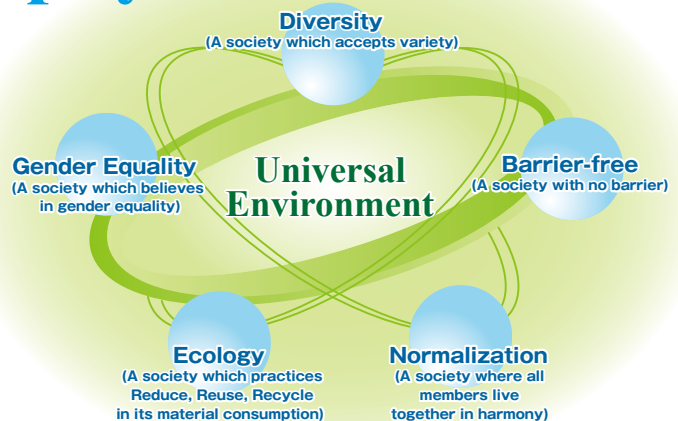 Diversity
(A society which accepts variety)
Gender Equality
(A society which believes
in gender equality)
Universal
Environment
Barrier-free
(A society with no barrier)
Ecology
(A society which practices
Reduce, Reuse, Recycle
in its material consumption)
Normalization
(A society where all
members live
together in harmony)